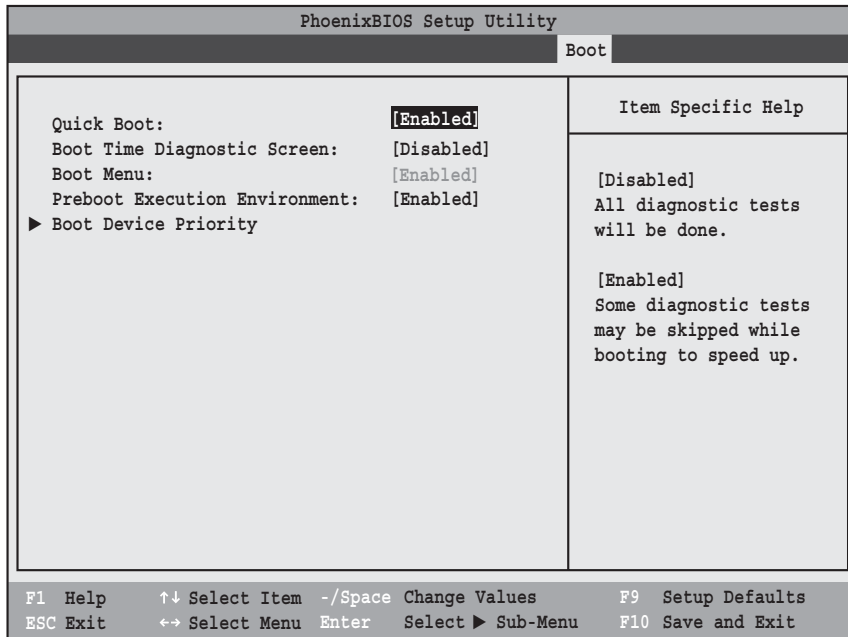 PhoenixBIOS Setup Utility
Boot
Quick Boot: [Enabled]
Boot Time Diagnostic Screen: [Disabled]
Boot Menu: [Enabled]
Preboot Execution Environment: [Enabled]
▶ Boot Device Priority
Item Specific Help
[Disabled]
All diagnostic tests
will be done.
[Enabled]
Some diagnostic tests
may be skipped while
booting to speed up.
F1 Help ↑↓ Select Item -/Space Change Values F9 Setup Defaults
ESC Exit ←→ Select Menu Enter Select ▶ Sub-Menu F10 Save and Exit